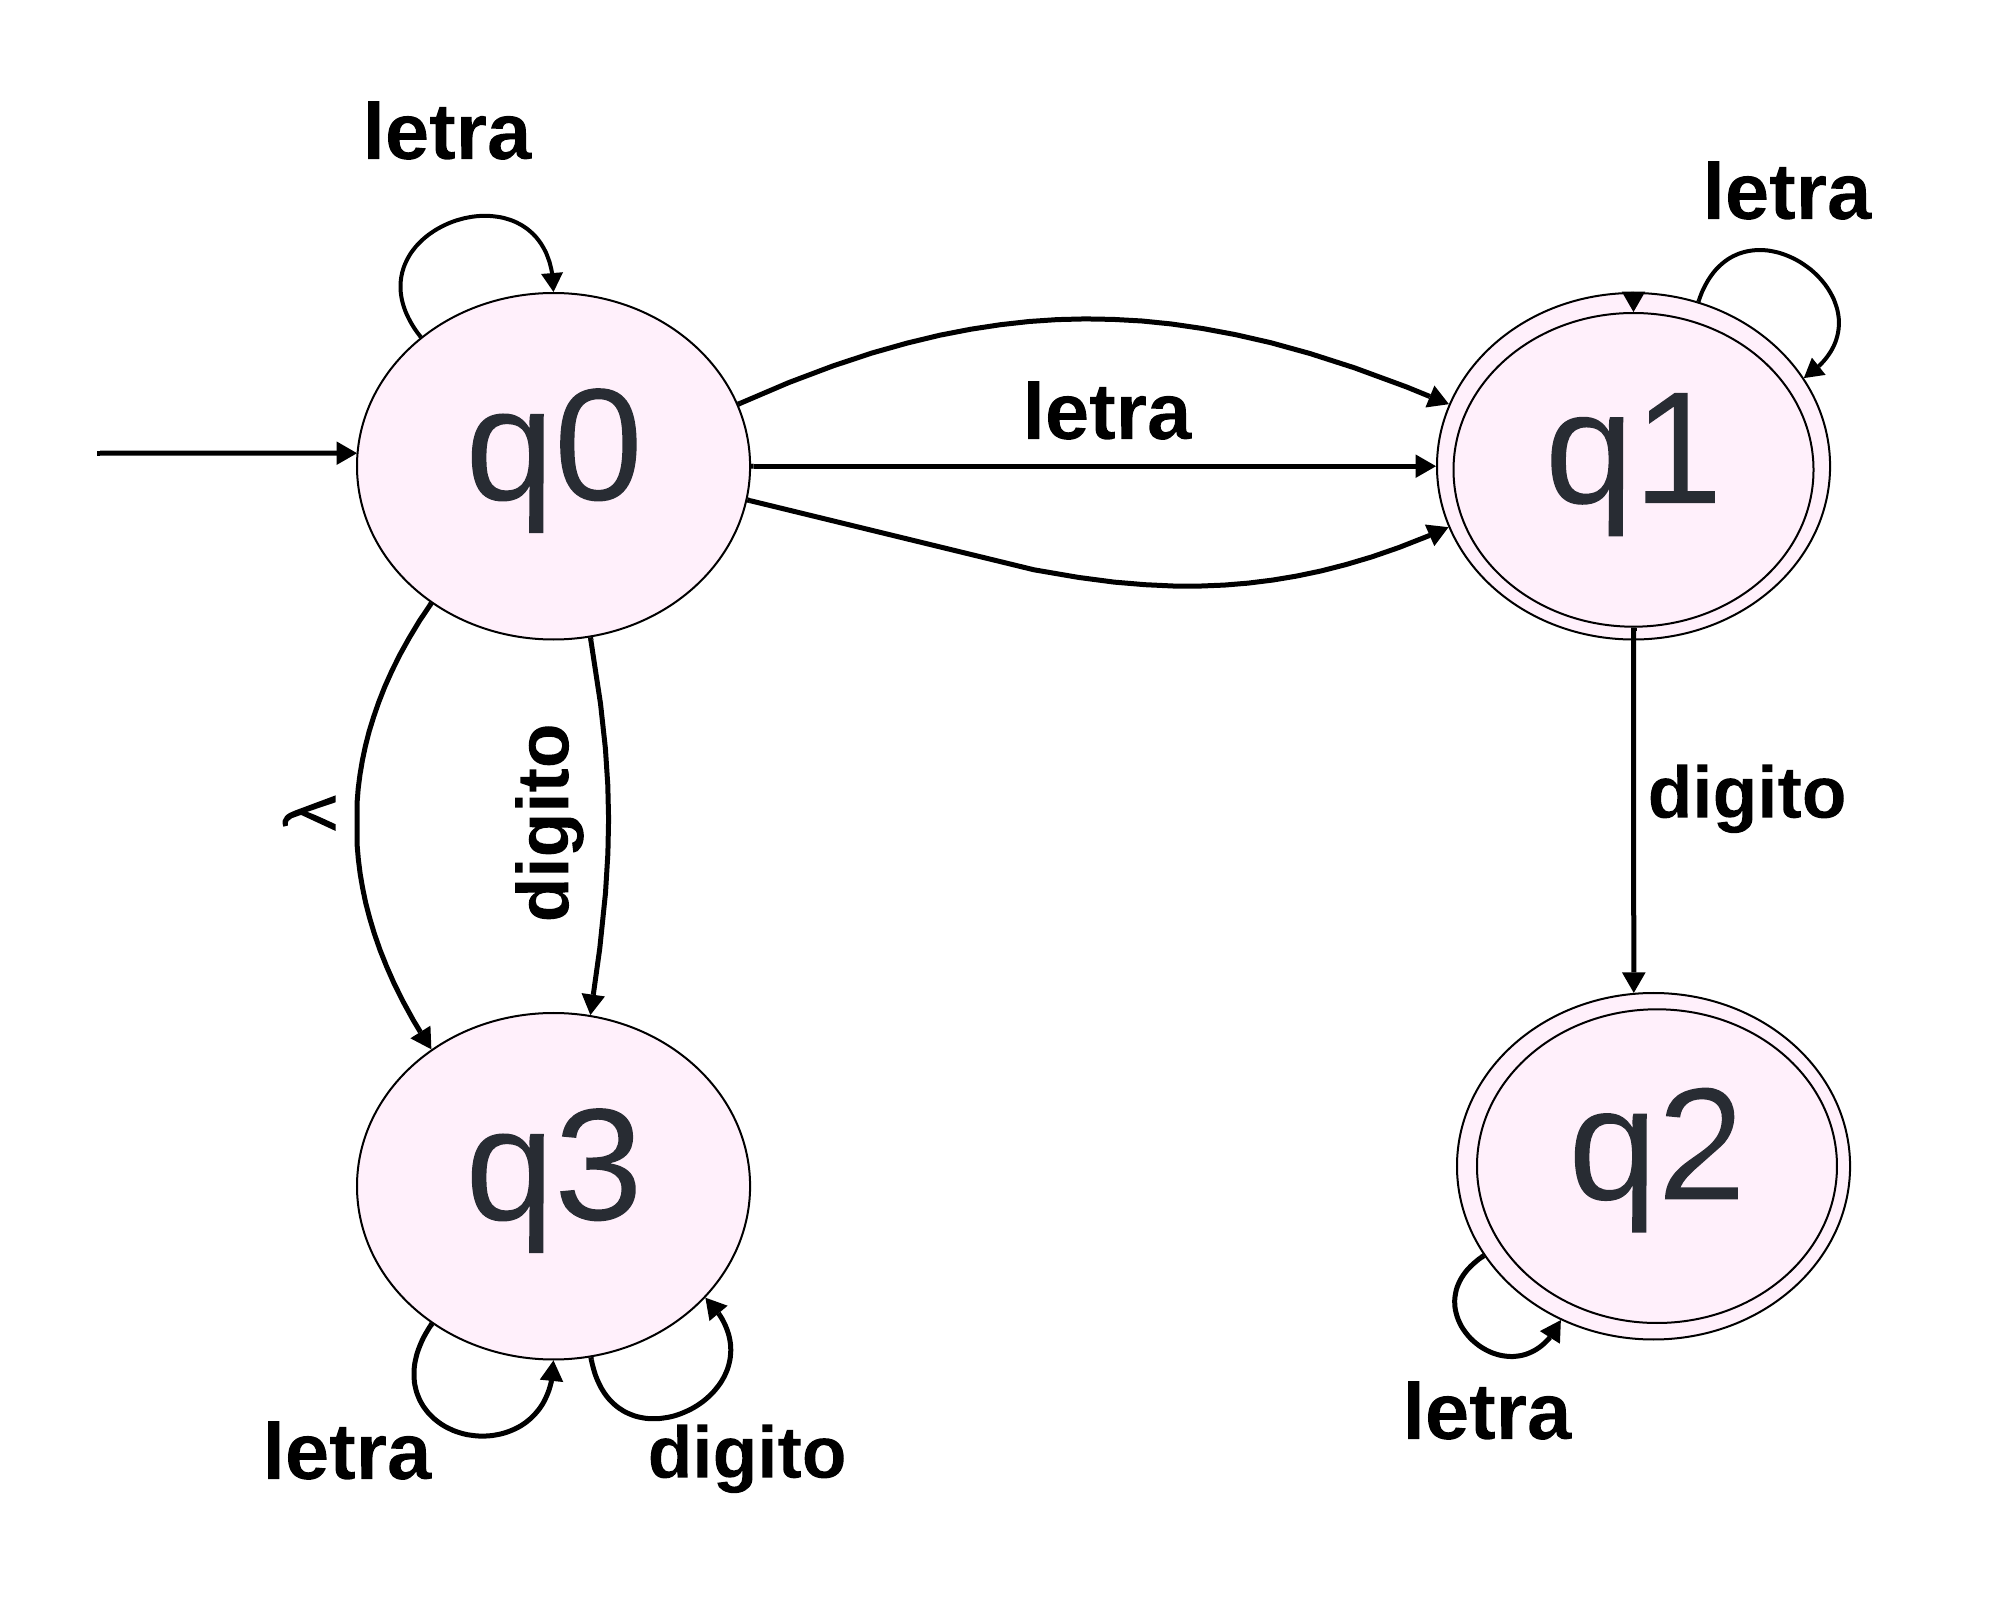 letra
letra
letra
q0
q1
λ
digito
digito
q3
q2
letra
letra
digito